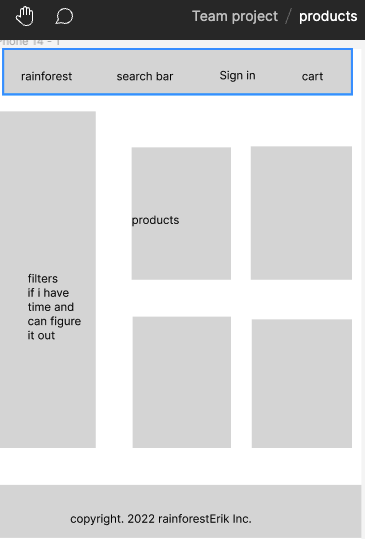 Team project / products
iPhone 14 - 1
rainforest search bar Sign in cart
products
filters
if i have
time and
can figure
it out
copyright. 2022 rainforestErik Inc.